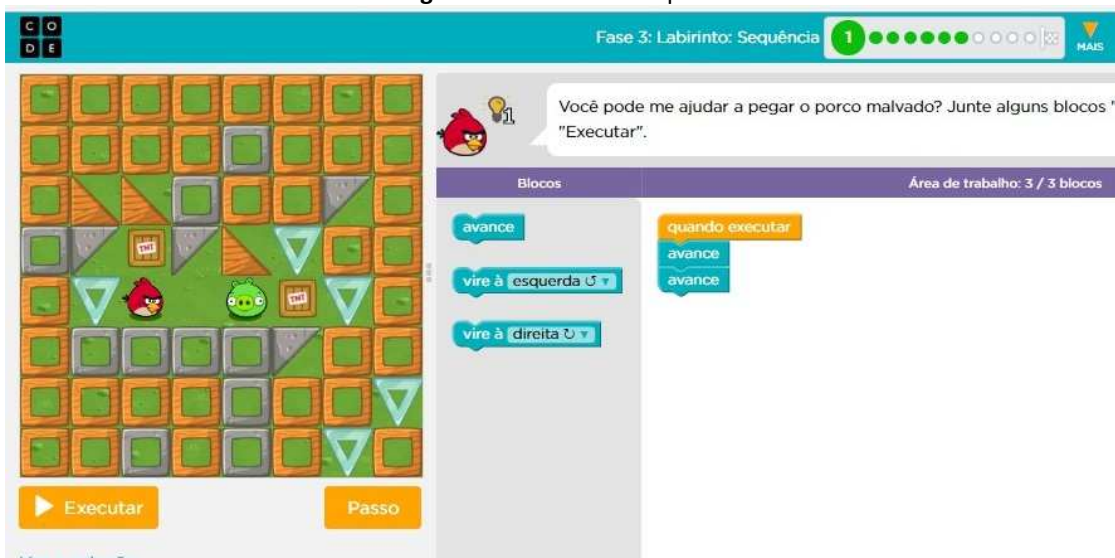 C O
D E
Fase 3: Labirinto: Sequência
1
MAIS
1
Você pode me ajudar a pegar o porco malvado? Junte alguns blocos "
"Executar".
Blocos
Área de trabalho: 3 / 3 blocos
avance
vire à esquerda ↺ ▼
vire à direita ↻ ▼
quando executar
avance
avance
TNT
TNT
Executar
Passo